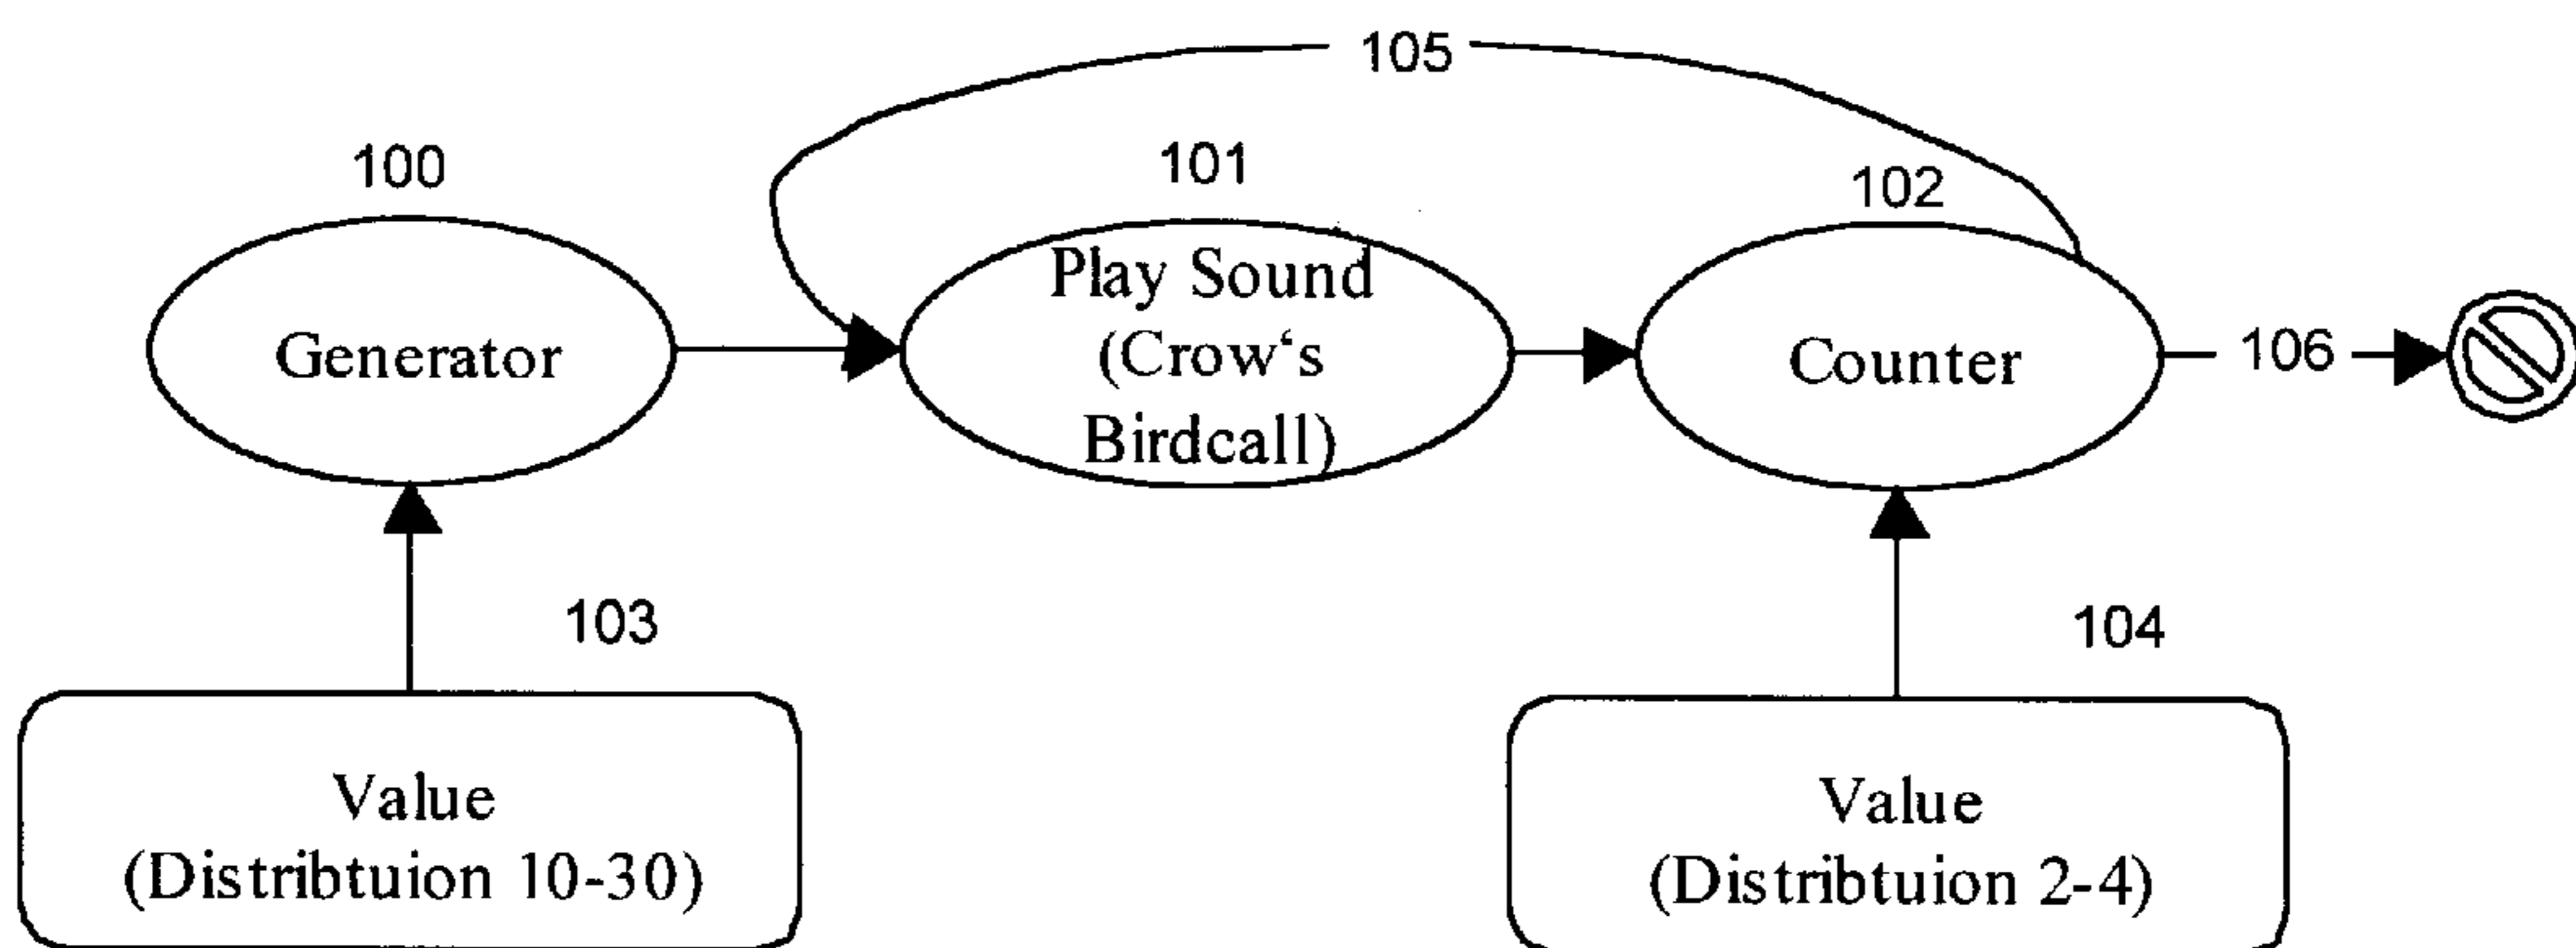 105
100
101
102
Generator
Play Sound
(Crow‘s
Birdcall)
Counter
106
103
104
Value
(Distribtuion 10-30)
Value
(Distribtuion 2-4)